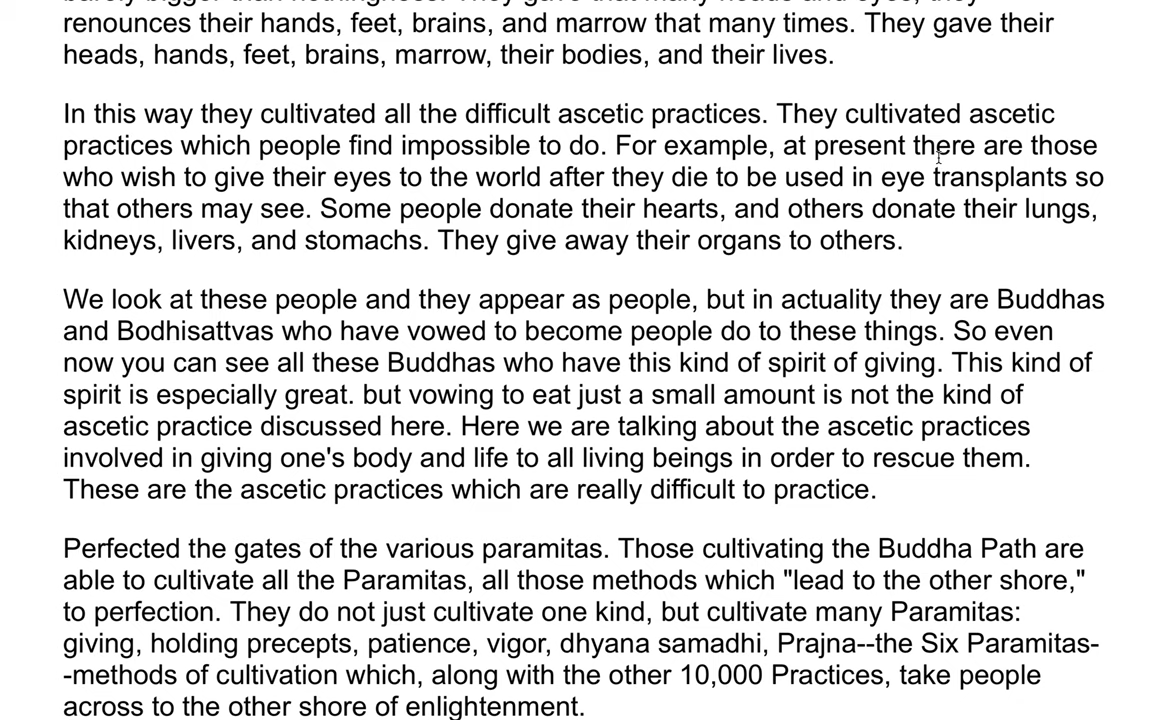 barely bigger than nothingness. They gave that many heads and eyes; they
renounces their hands, feet, brains, and marrow that many times. They gave their
heads, hands, feet, brains, marrow, their bodies, and their lives.
In this way they cultivated all the difficult ascetic practices. They cultivated ascetic
practices which people find impossible to do. For example, at present there are those
who wish to give their eyes to the world after they die to be used in eye transplants so
that others may see. Some people donate their hearts, and others donate their lungs,
kidneys, livers, and stomachs. They give away their organs to others.
We look at these people and they appear as people, but in actuality they are Buddhas
and Bodhisattvas who have vowed to become people do to these things. So even
now you can see all these Buddhas who have this kind of spirit of giving. This kind of
spirit is especially great. but vowing to eat just a small amount is not the kind of
ascetic practice discussed here. Here we are talking about the ascetic practices
involved in giving one's body and life to all living beings in order to rescue them.
These are the ascetic practices which are really difficult to practice.
Perfected the gates of the various paramitas. Those cultivating the Buddha Path are
able to cultivate all the Paramitas, all those methods which "lead to the other shore,"
to perfection. They do not just cultivate one kind, but cultivate many Paramitas:
giving, holding precepts, patience, vigor, dhyana samadhi, Prajna--the Six Paramitas-
-methods of cultivation which, along with the other 10,000 Practices, take people
across to the other shore of enlightenment.